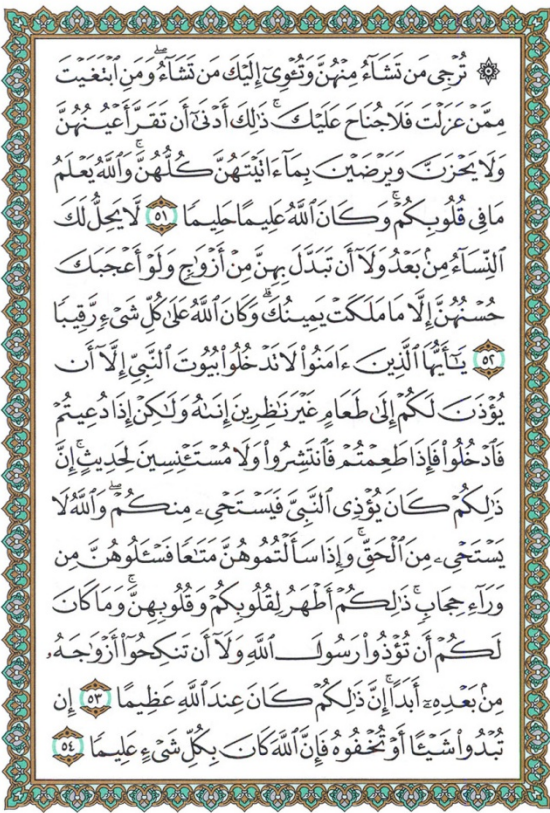 ۞ تُرْجِى مَن تَشَآءُ مِنْهُنَّ وَتُـْٔوِىٓ إِلَيْكَ مَن تَشَآءُ ۖ وَمَنِ ٱبْتَغَيْتَ
مِمَّنْ عَزَلْتَ فَلَا جُنَاحَ عَلَيْكَ ۚ ذَٰلِكَ أَدْنَىٰٓ أَن تَقَرَّ أَعْيُنُهُنَّ
وَلَا يَحْزَنَّ وَيَرْضَيْنَ بِمَآ ءَاتَيْتَهُنَّ كُلُّهُنَّ ۚ وَٱللَّهُ يَعْلَمُ
مَا فِى قُلُوبِكُمْ ۚ وَكَانَ ٱللَّهُ عَلِيمًا حَلِيمًا ٥١ لَّا يَحِلُّ لَكَ
ٱلنِّسَآءُ مِنۢ بَعْدُ وَلَآ أَن تَبَدَّلَ بِهِنَّ مِنْ أَزْوَٰجٍ وَلَوْ أَعْجَبَكَ
حُسْنُهُنَّ إِلَّا مَا مَلَكَتْ يَمِينُكَ ۗ وَكَانَ ٱللَّهُ عَلَىٰ كُلِّ شَىْءٍ رَّقِيبًا
٥٢ يَـٰٓأَيُّهَا ٱلَّذِينَ ءَامَنُوا۟ لَا تَدْخُلُوا۟ بُيُوتَ ٱلنَّبِىِّ إِلَّآ أَن
يُؤْذَنَ لَكُمْ إِلَىٰ طَعَامٍ غَيْرَ نَـٰظِرِينَ إِنَىٰهُ وَلَـٰكِنْ إِذَا دُعِيتُمْ
فَٱدْخُلُوا۟ فَإِذَا طَعِمْتُمْ فَٱنتَشِرُوا۟ وَلَا مُسْتَـْٔنِسِينَ لِحَدِيثٍ ۚ إِنَّ
ذَٰلِكُمْ كَانَ يُؤْذِى ٱلنَّبِىَّ فَيَسْتَحْىِۦ مِنكُمْ ۖ وَٱللَّهُ لَا
يَسْتَحْىِۦ مِنَ ٱلْحَقِّ ۚ وَإِذَا سَأَلْتُمُوهُنَّ مَتَـٰعًا فَسْـَٔلُوهُنَّ مِن
وَرَآءِ حِجَابٍ ۚ ذَٰلِكُمْ أَطْهَرُ لِقُلُوبِكُمْ وَقُلُوبِهِنَّ ۚ وَمَا كَانَ
لَكُمْ أَن تُؤْذُوا۟ رَسُولَ ٱللَّهِ وَلَآ أَن تَنكِحُوٓا۟ أَزْوَٰجَهُۥ
مِنۢ بَعْدِهِۦٓ أَبَدًا ۚ إِنَّ ذَٰلِكُمْ كَانَ عِندَ ٱللَّهِ عَظِيمًا ٥٣ إِن
تُبْدُوا۟ شَيْـًٔا أَوْ تُخْفُوهُ فَإِنَّ ٱللَّهَ كَانَ بِكُلِّ شَىْءٍ عَلِيمًا ٥٤